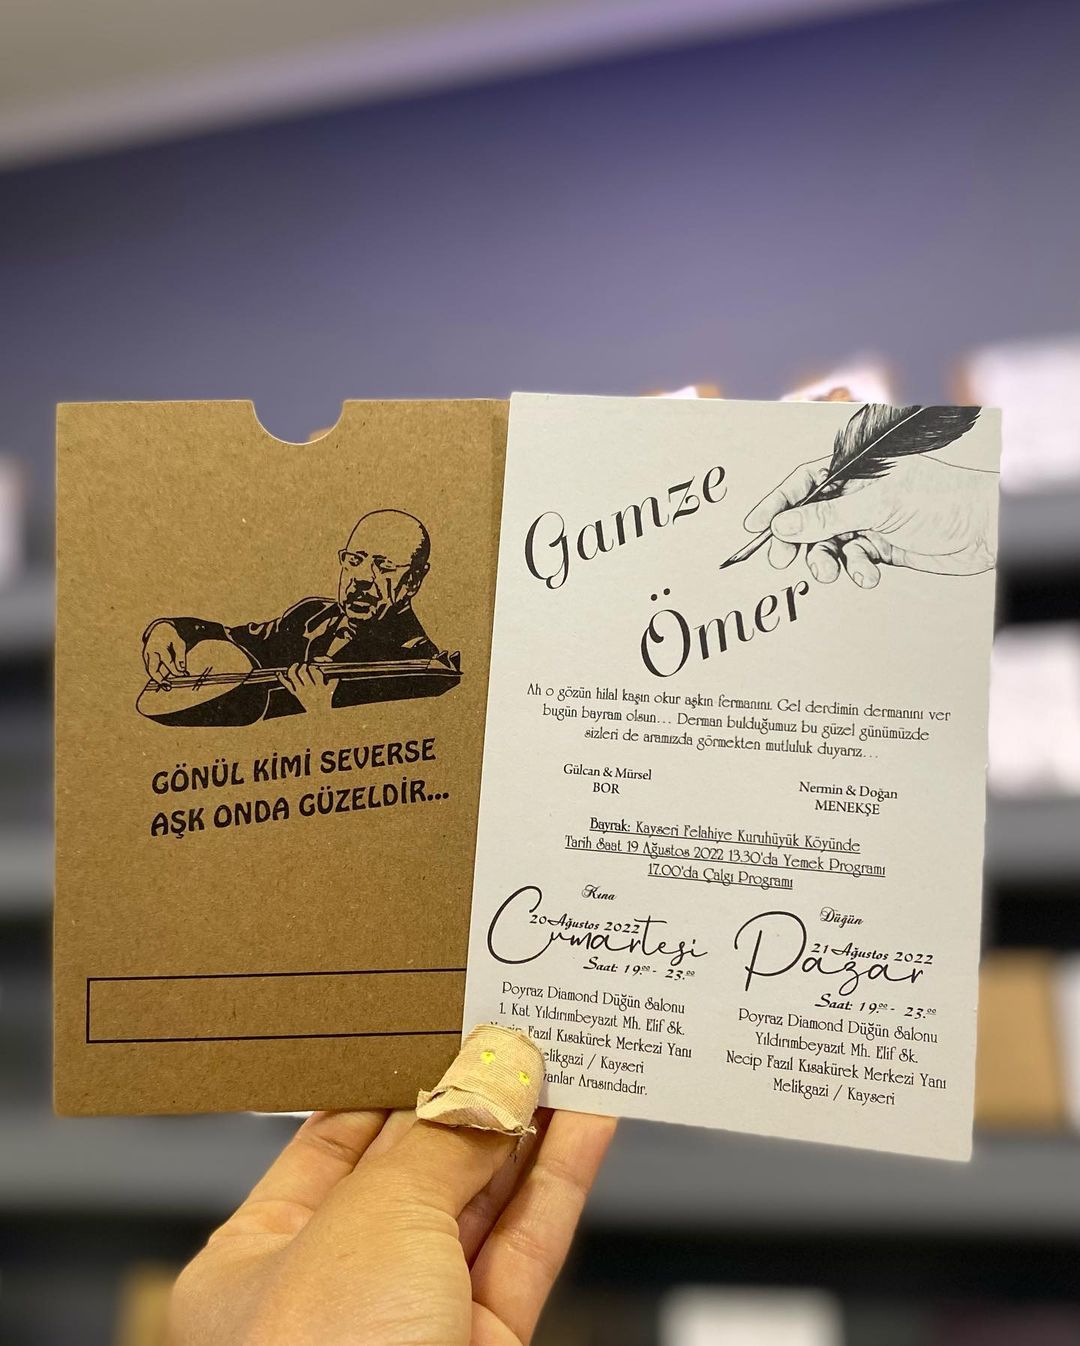 GÖNÜL KİMİ SEVERSE
AŞK ONDA GÜZELDİR...
Gamze
Ömer
Ah o gözün hilal kaşın okur aşkın fermanını. Gel derdimin dermanını ver
bugün bayram olsun... Derman bulduğumuz bu güzel günümüzde
sizleri de aramızda görmekten mutluluk duyarız...
Gülcan & Mürsel
BOR
Nermin & Doğan
MENEKŞE
Bayrak: Kayseri Felahiye Kuruhüyük Köyünde
Tarih Saat 19 Ağustos 2022 13.30'da Yemek Programı
17.00'da Çalgı Programı
Kına
20 Ağustos 2022
Cumartesi
Saat: 19.00 - 23.00
Poyraz Diamond Düğün Salonu
1. Kat Yıldırımbeyazıt Mh. Elif Sk.
Fazıl Kısakürek Merkezi Yanı
/ Kayseri
Arasındadır.
Düğün
21 Ağustos 2022
Pazar
Saat: 19.00 - 23.00
Poyraz Diamond Düğün Salonu
Yıldırımbeyazıt Mh. Elif Sk.
Necip Fazıl Kısakürek Merkezi Yanı
Melikgazi / Kayseri